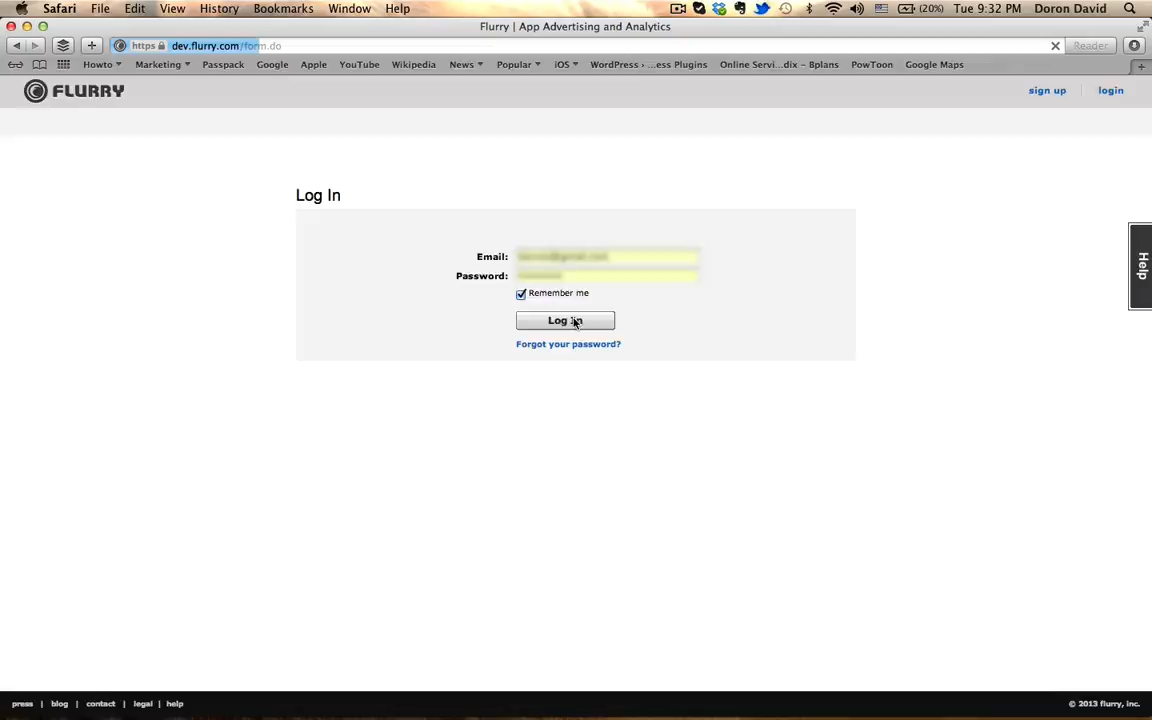 Safari File Edit View History Bookmarks Window Help (20%) Tue 9:32 PM Doron David
Flurry | App Advertising and Analytics
https dev.flurry.com/form.do Reader
Howto Marketing Passpack Google Apple YouTube Wikipedia News Popular iOS WordPress › ...ess Plugins Online Servi...dix - Bplans PowToon Google Maps
FLURRY sign up login
Log In
Email:
Password:
Remember me
Log In
Forgot your password?
Help
press | blog | contact | legal | help © 2013 flurry, inc.